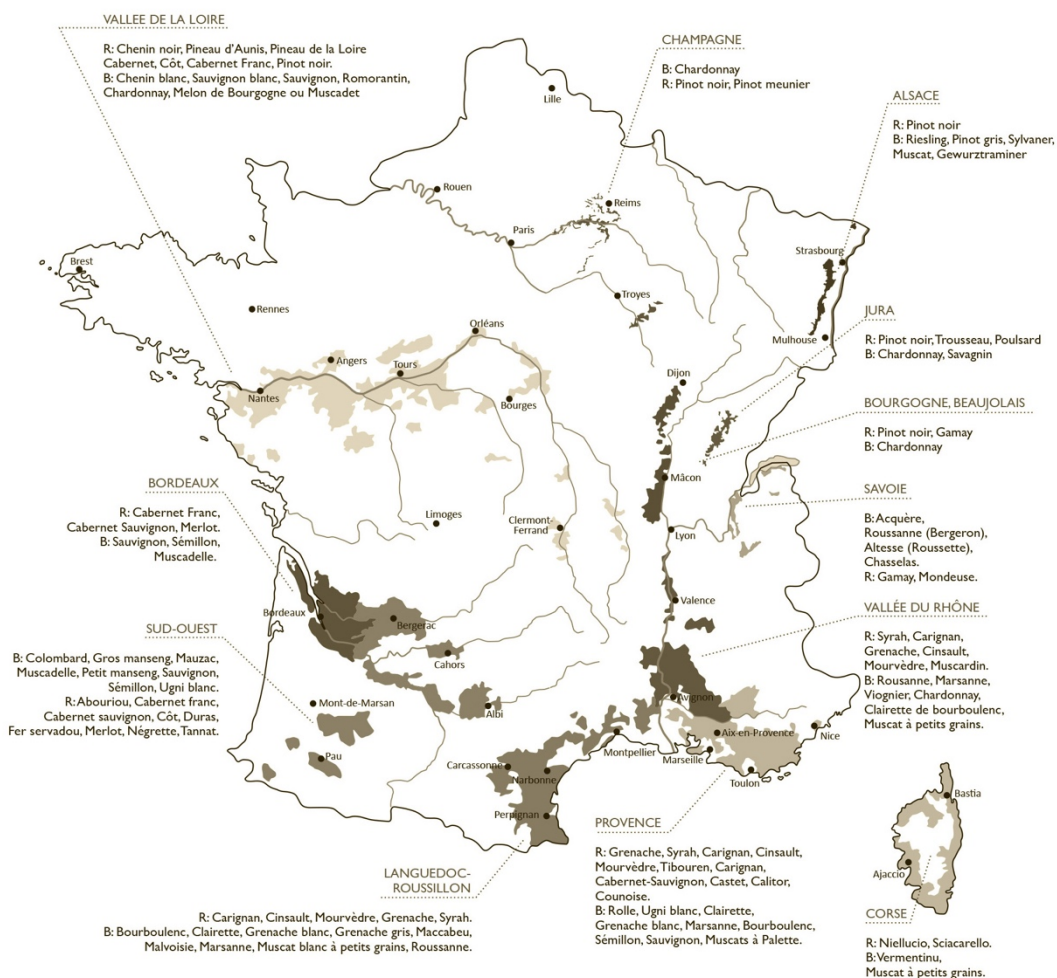 VALLEE DE LA LOIRE
R: Chenin noir, Pineau d'Aunis, Pineau de la Loire
Cabernet, Côt, Cabernet Franc, Pinot noir.
B: Chenin blanc, Sauvignon blanc, Sauvignon, Romorantin,
Chardonnay, Melon de Bourgogne ou Muscadet
CHAMPAGNE
B: Chardonnay
R: Pinot noir, Pinot meunier
ALSACE
R: Pinot noir
B: Riesling, Pinot gris, Sylvaner,
Muscat, Gewurztraminer
Lille
Rouen
Reims
Paris
Strasbourg
Brest
Troyes
Rennes
JURA
R: Pinot noir, Trousseau, Poulsard
B: Chardonnay, Savagnin
Mulhouse
Orléans
Angers
Tours
Dijon
Nantes
Bourges
BOURGOGNE, BEAUJOLAIS
R: Pinot noir, Gamay
B: Chardonnay
Mâcon
BORDEAUX
R: Cabernet Franc,
Cabernet Sauvignon, Merlot.
B: Sauvignon, Sémillon,
Muscadelle.
Limoges
Clermont-
Ferrand
Lyon
SAVOIE
B: Acquère,
Roussanne (Bergeron),
Altesse (Roussette),
Chasselas.
R: Gamay, Mondeuse.
Valence
Bordeaux
Bergerac
VALLÉE DU RHÔNE
R: Syrah, Carignan,
Grenache, Cinsault,
Mourvèdre, Muscardin.
B: Rousanne, Marsanne,
Viognier, Chardonnay,
Clairette de bourboulenc,
Muscat à petits grains.
SUD-OUEST
B: Colombard, Gros manseng, Mauzac,
Muscadelle, Petit manseng, Sauvignon,
Sémillon, Ugni blanc.
R: Abouriou, Cabernet franc,
Cabernet sauvignon, Côt, Duras,
Fer servadou, Merlot, Négrette, Tannat.
Cahors
Mont-de-Marsan
Albi
Avignon
Pau
Montpellier
Aix-en-Provence
Nice
Marseille
Toulon
Carcassonne
Narbonne
Perpignan
Bastia
Ajaccio
PROVENCE
R: Grenache, Syrah, Carignan, Cinsault,
Mourvèdre, Tibouren, Carignan,
Cabernet-Sauvignon, Castet, Calitor,
Counoise.
B: Rolle, Ugni blanc, Clairette,
Grenache blanc, Marsanne, Bourboulenc,
Sémillon, Sauvignon, Muscats à Palette.
LANGUEDOC-
ROUSSILLON
R: Carignan, Cinsault, Mourvèdre, Grenache, Syrah.
B: Bourboulenc, Clairette, Grenache blanc, Grenache gris, Maccabeu,
Malvoisie, Marsanne, Muscat blanc à petits grains, Roussanne.
CORSE
R: Niellucio, Sciacarello.
B: Vermentinu,
Muscat à petits grains.